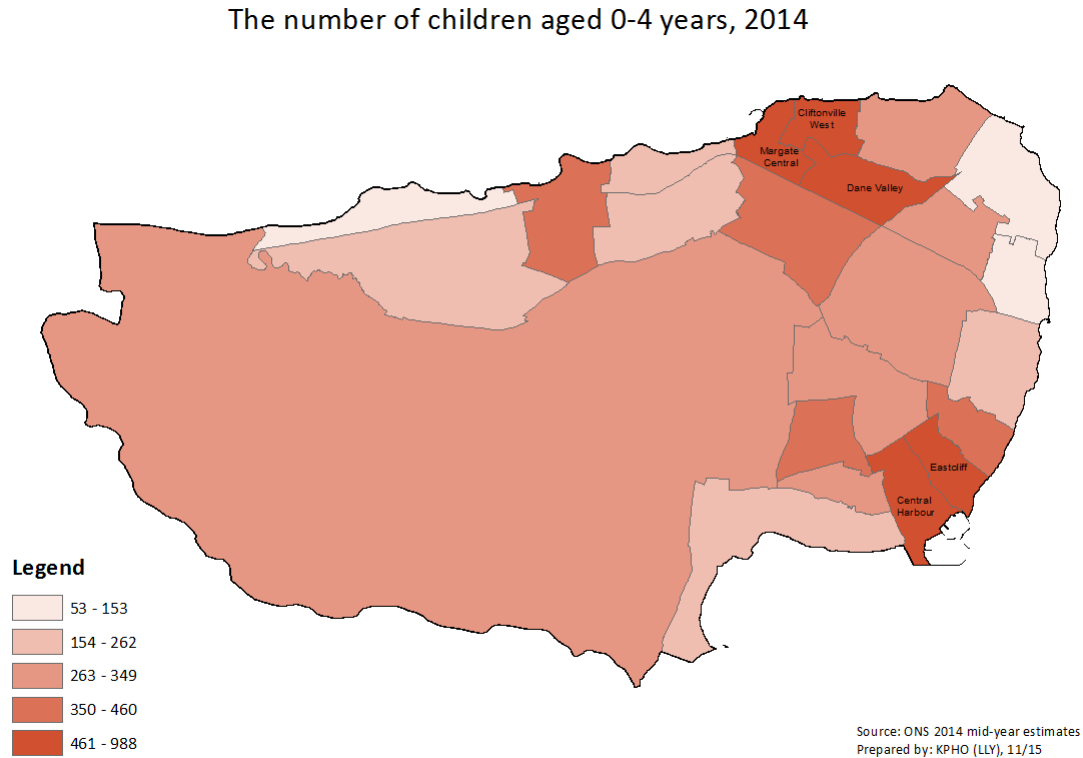 The number of children aged 0-4 years, 2014
Cliftonville
West
Margate
Central
Dane Valley
Eastcliff
Central
Harbour
Legend
53 - 153
154 - 262
263 - 349
350 - 460
461 - 988
Source: ONS 2014 mid-year estimates
Prepared by: KPHO (LLY), 11/15